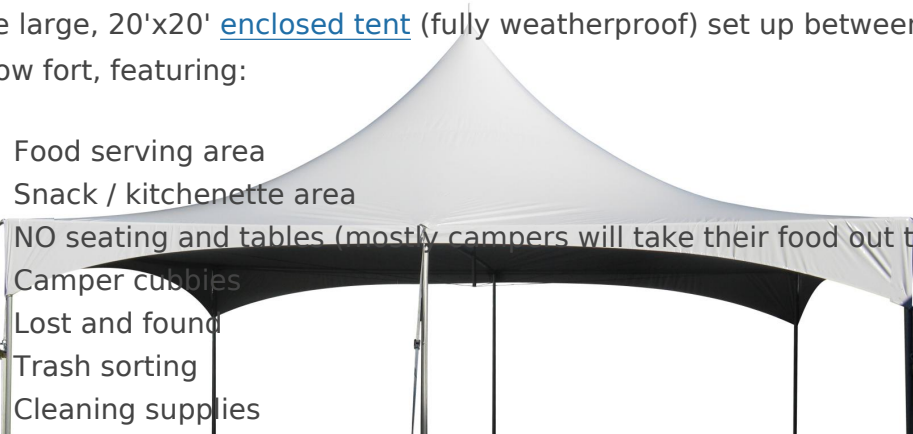 e large, 20'x20' enclosed tent (fully weatherproof) set up between
ow fort, featuring:
Food serving area
Snack / kitchenette area
NO seating and tables (mostly campers will take their food out t
Camper cubbies
Lost and found
Trash sorting
Cleaning supplies